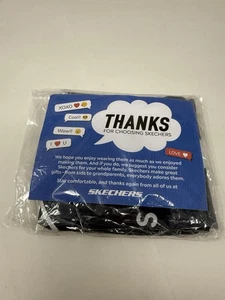 XOXO
Cool!!
Wow!!
I U
THANKS
FOR CHOOSING SKECHERS
LOVE
We hope you enjoy wearing them as much as we enjoyed
making them. And if you do, we suggest you consider
Skechers for your whole family. Skechers make great
gifts—from kids to grandparents, everybody adores them.
Stay comfortable, and thanks again from all of us at
SKECHERS
S